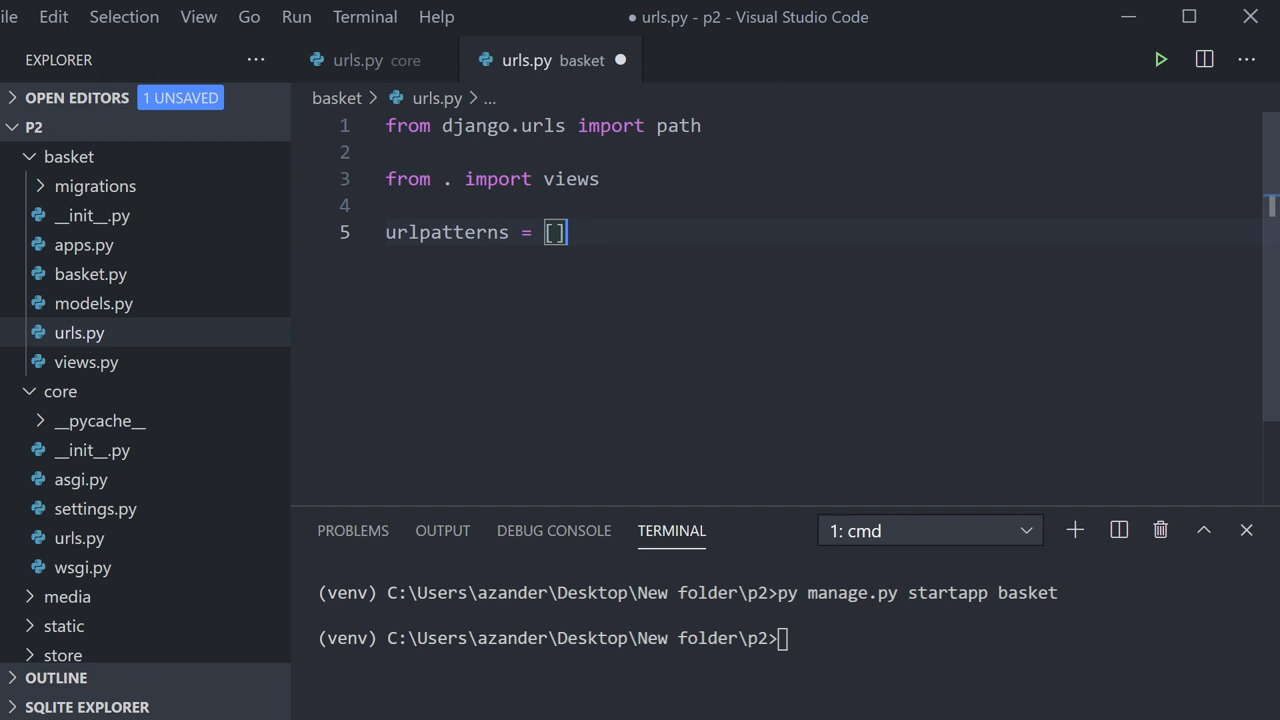 ile Edit Selection View Go Run Terminal Help ● urls.py - p2 - Visual Studio Code
EXPLORER
urls.py core
urls.py basket
OPEN EDITORS 1 UNSAVED
P2
basket
migrations
__init__.py
apps.py
basket.py
models.py
urls.py
views.py
core
__pycache__
__init__.py
asgi.py
settings.py
urls.py
wsgi.py
media
static
store
OUTLINE
SQLITE EXPLORER
basket > urls.py > ...
1 from django.urls import path
2
3 from . import views
4
5 urlpatterns = []
PROBLEMS OUTPUT DEBUG CONSOLE TERMINAL 1: cmd
(venv) C:\Users\azander\Desktop\New folder\p2>py manage.py startapp basket
(venv) C:\Users\azander\Desktop\New folder\p2>